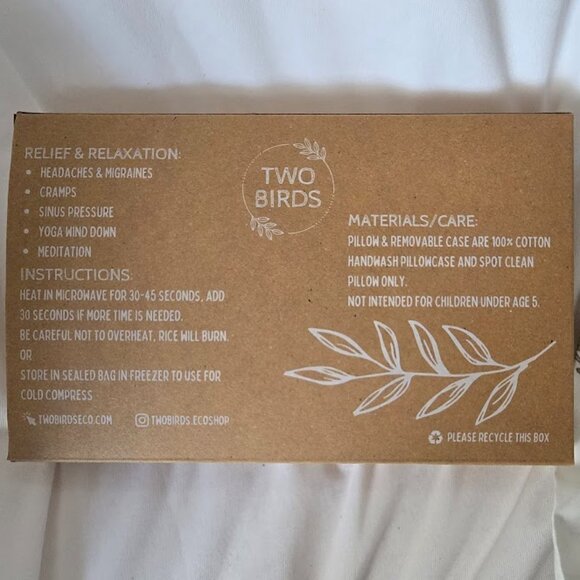 RELIEF & RELAXATION:
• HEADACHES & MIGRAINES
• CRAMPS
• SINUS PRESSURE
• YOGA WIND DOWN
• MEDITATION
INSTRUCTIONS:
HEAT IN MICROWAVE FOR 30-45 SECONDS, ADD
30 SECONDS IF MORE TIME IS NEEDED.
BE CAREFUL NOT TO OVERHEAT, RICE WILL BURN.
OR
STORE IN SEALED BAG IN FREEZER TO USE FOR
COLD COMPRESS
TWOBIRDSECO.COM
TWOBIRDS.ECOSHOP
TWO
BIRDS
MATERIALS/CARE:
PILLOW & REMOVABLE CASE ARE 100% COTTON
HANDWASH PILLOWCASE AND SPOT CLEAN
PILLOW ONLY.
NOT INTENDED FOR CHILDREN UNDER AGE 5.
PLEASE RECYCLE THIS BOX